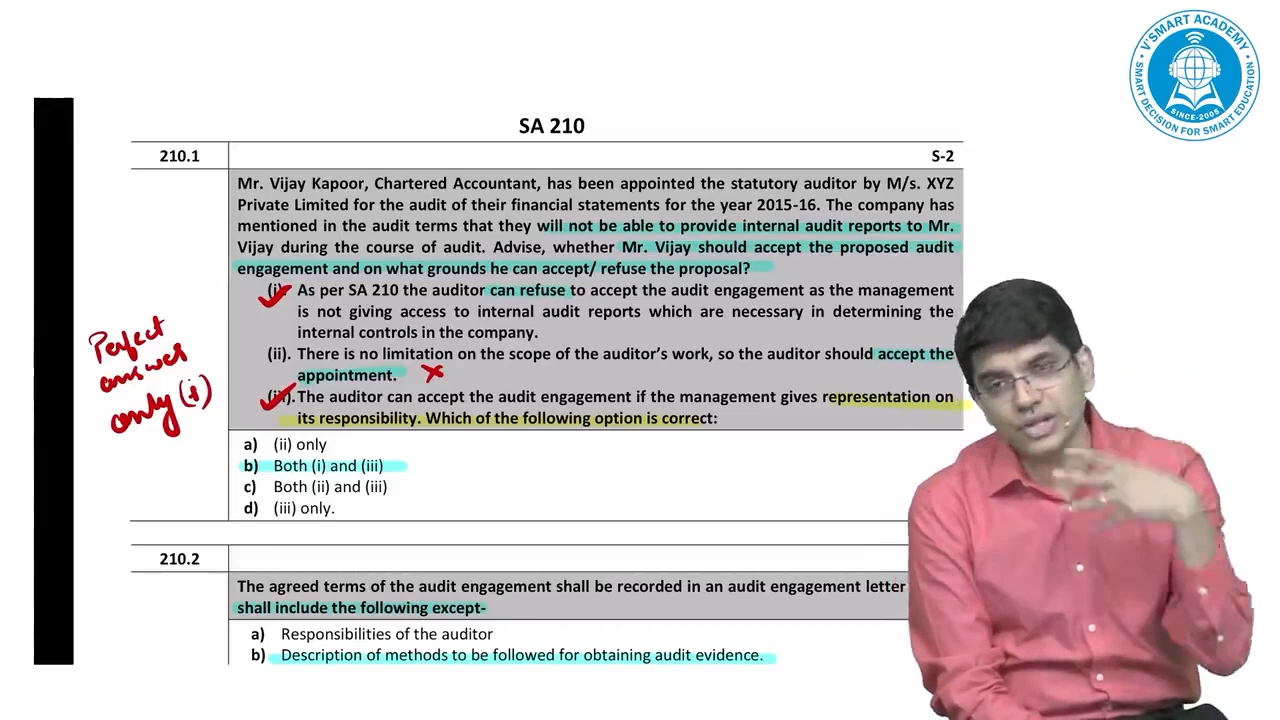 V'SMART ACADEMY
SMART DECISION FOR SMART EDUCATION
SINCE-2005
SA 210
210.1 S-2
Mr. Vijay Kapoor, Chartered Accountant, has been appointed the statutory auditor by M/s. XYZ
Private Limited for the audit of their financial statements for the year 2015-16. The company has
mentioned in the audit terms that they will not be able to provide internal audit reports to Mr.
Vijay during the course of audit. Advise, whether Mr. Vijay should accept the proposed audit
engagement and on what grounds he can accept/ refuse the proposal?
(i). As per SA 210 the auditor can refuse to accept the audit engagement as the management
is not giving access to internal audit reports which are necessary in determining the
internal controls in the company.
(ii). There is no limitation on the scope of the auditor's work, so the auditor should accept the
appointment.
(iii). The auditor can accept the audit engagement if the management gives representation on
its responsibility. Which of the following option is correct:
Perfect
answer
only (i)
a) (ii) only
b) Both (i) and (iii)
c) Both (ii) and (iii)
d) (iii) only.
210.2
The agreed terms of the audit engagement shall be recorded in an audit engagement letter
shall include the following except-
a) Responsibilities of the auditor
b) Description of methods to be followed for obtaining audit evidence.